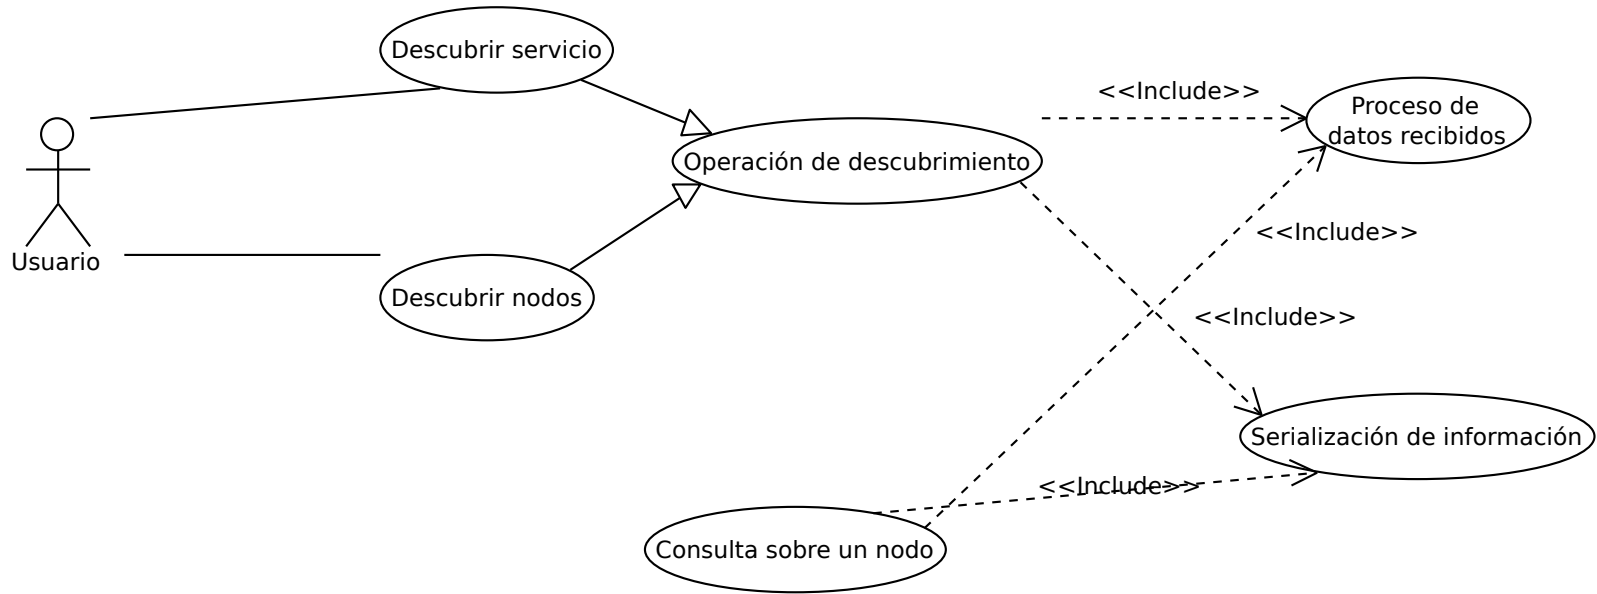 Descubrir servicio
<<Include>>
Proceso de
datos recibidos
Operación de descubrimiento
<<Include>>
Usuario
Descubrir nodos
<<Include>>
Serialización de información
<<Include>>
Consulta sobre un nodo